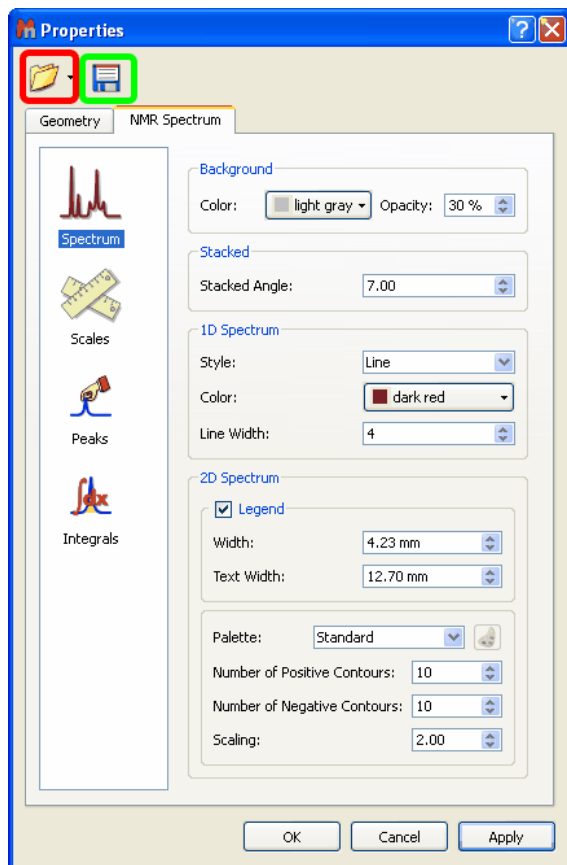 Properties
Geometry
NMR Spectrum
Spectrum
Scales
Peaks
Integrals
Background
Color: light gray Opacity: 30 %
Stacked
Stacked Angle: 7.00
1D Spectrum
Style: Line
Color: dark red
Line Width: 4
2D Spectrum
Legend
Width: 4.23 mm
Text Width: 12.70 mm
Palette: Standard
Number of Positive Contours: 10
Number of Negative Contours: 10
Scaling: 2.00
OK
Cancel
Apply